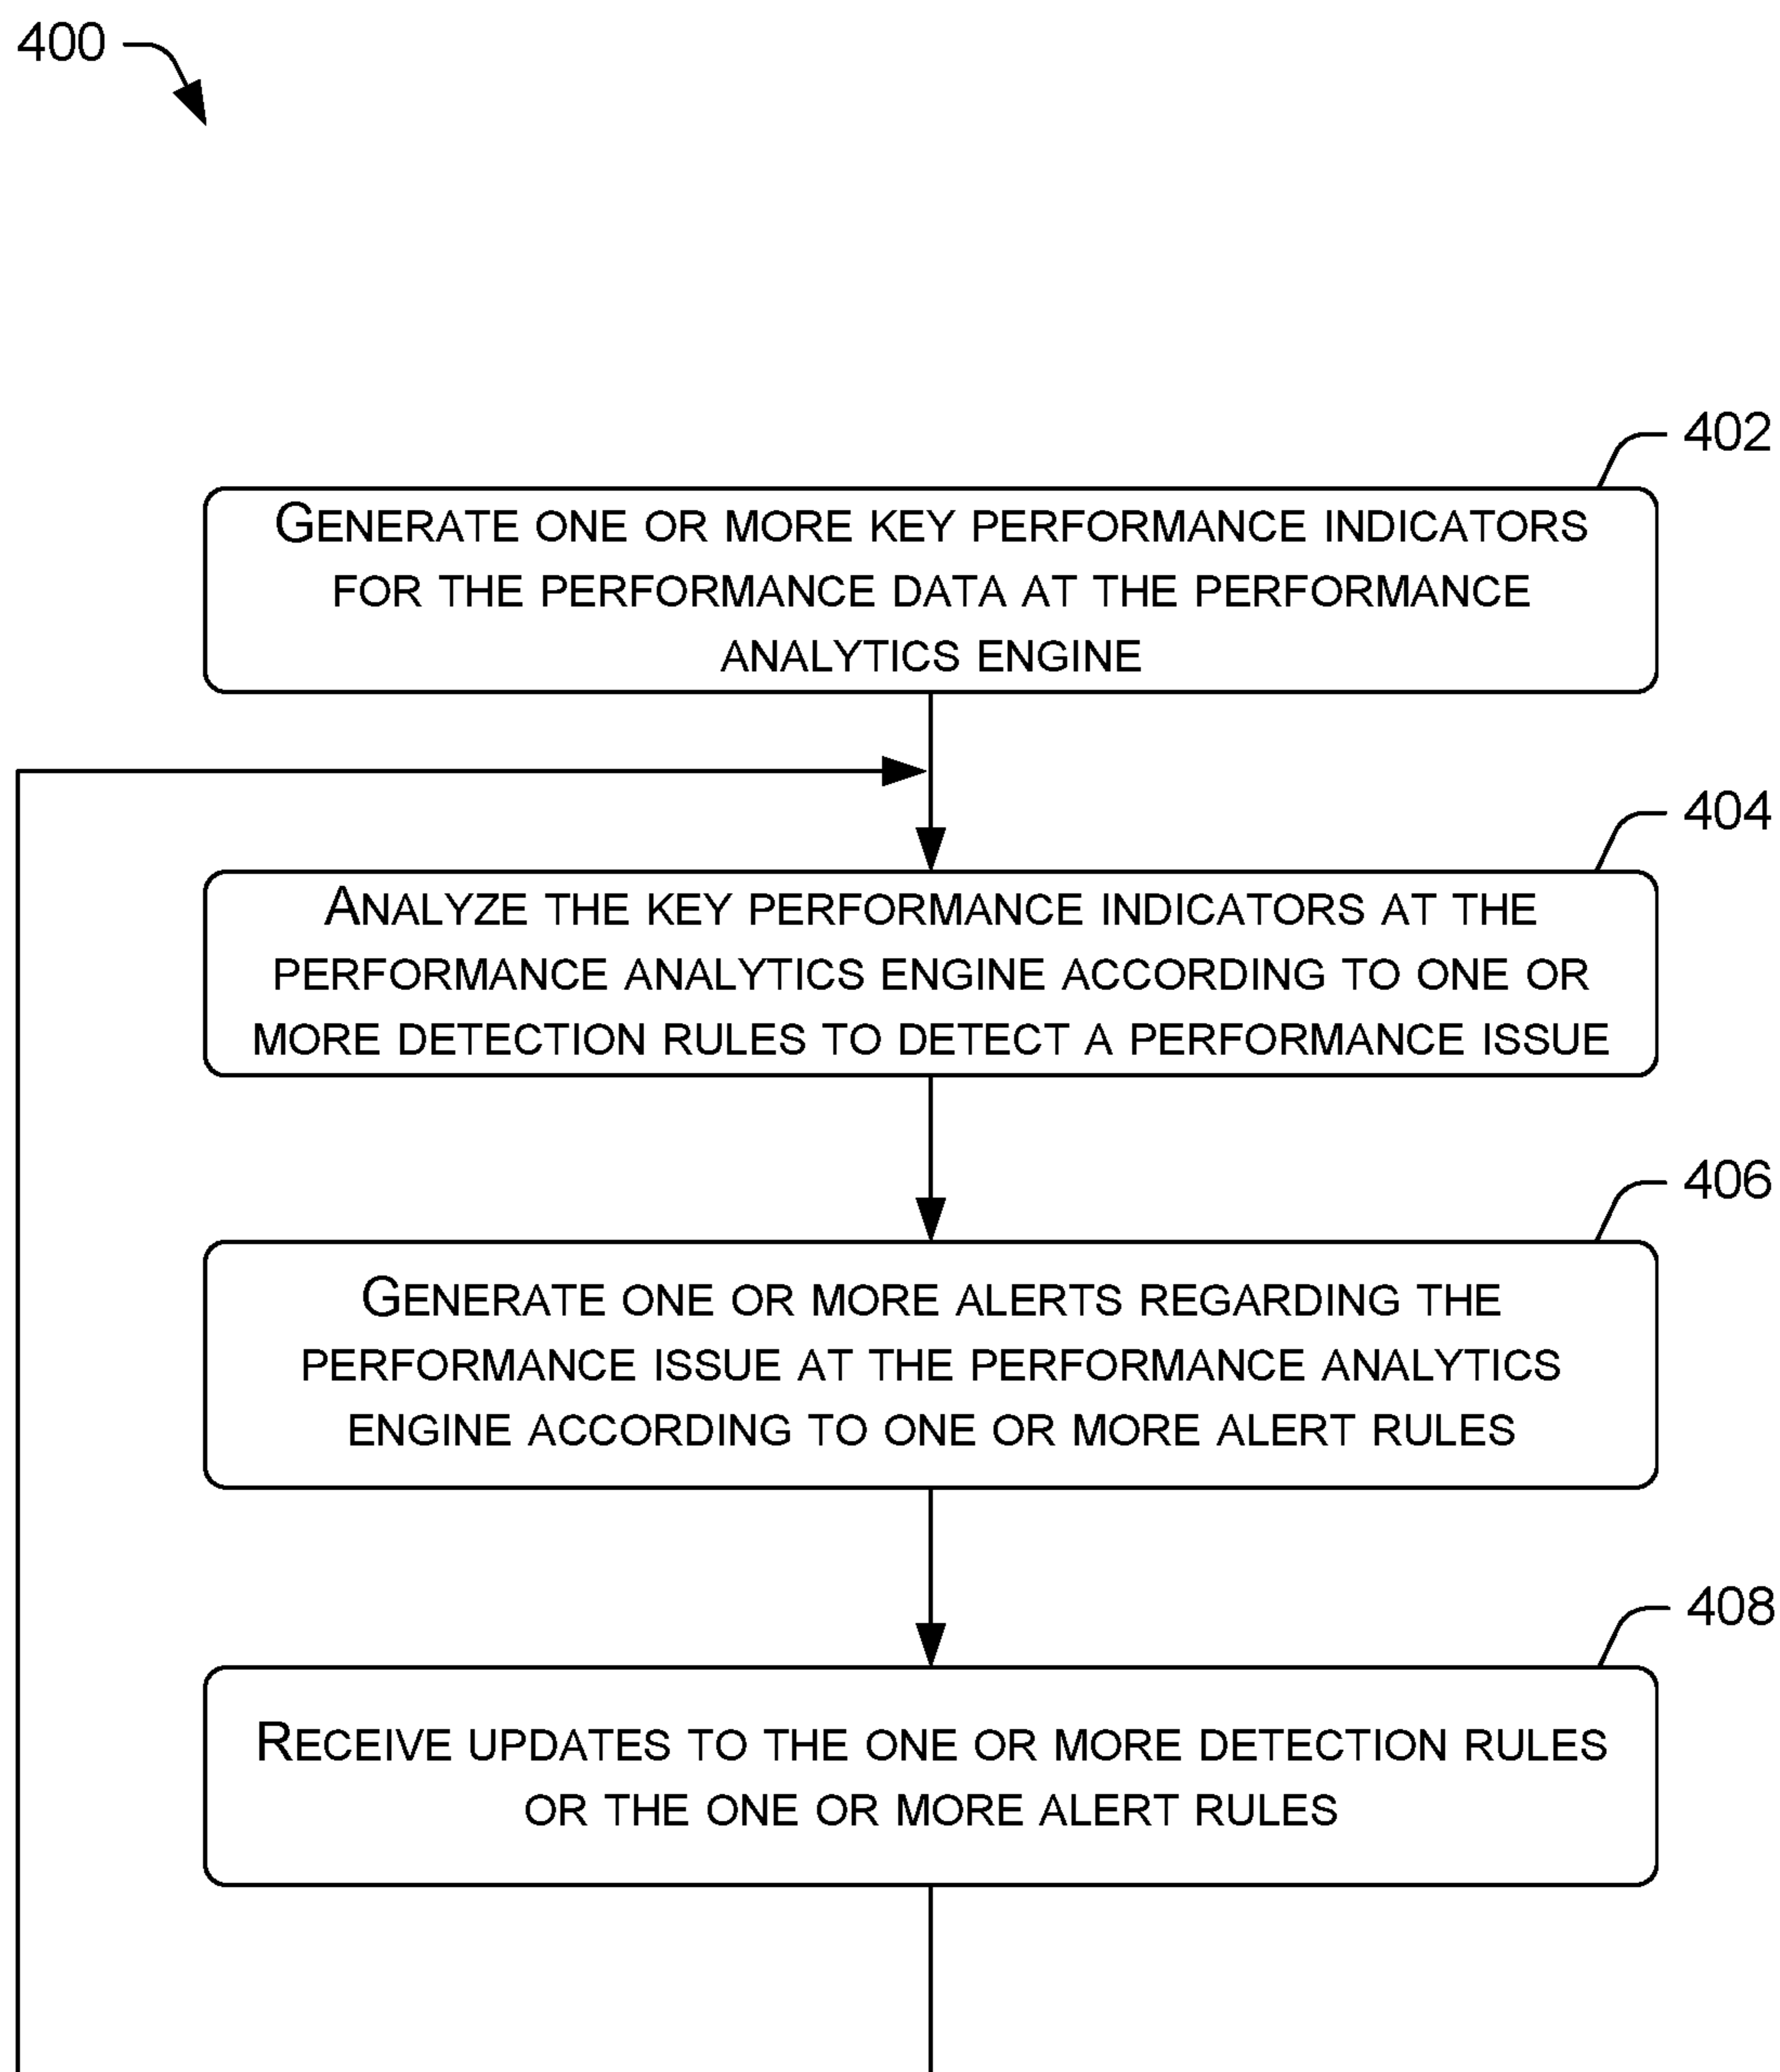 400
402
GENERATE ONE OR MORE KEY PERFORMANCE INDICATORS
FOR THE PERFORMANCE DATA AT THE PERFORMANCE
ANALYTICS ENGINE
404
ANALYZE THE KEY PERFORMANCE INDICATORS AT THE
PERFORMANCE ANALYTICS ENGINE ACCORDING TO ONE OR
MORE DETECTION RULES TO DETECT A PERFORMANCE ISSUE
406
GENERATE ONE OR MORE ALERTS REGARDING THE
PERFORMANCE ISSUE AT THE PERFORMANCE ANALYTICS
ENGINE ACCORDING TO ONE OR MORE ALERT RULES
408
RECEIVE UPDATES TO THE ONE OR MORE DETECTION RULES
OR THE ONE OR MORE ALERT RULES